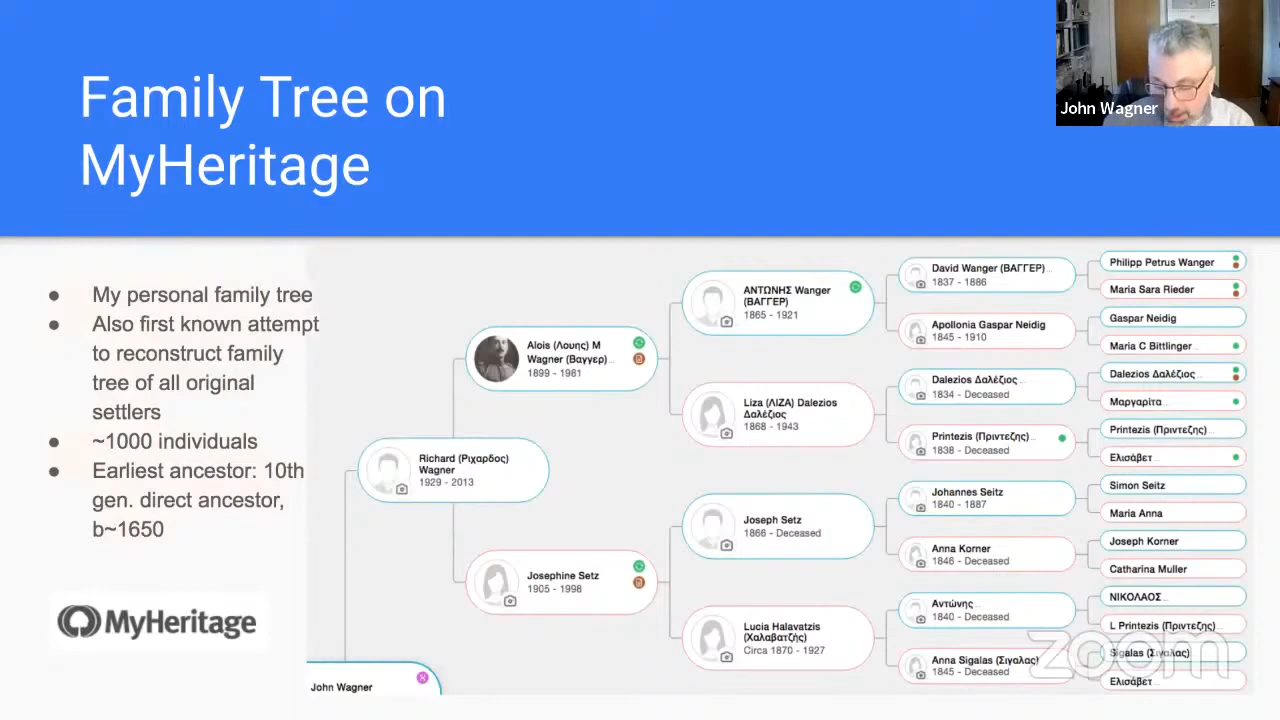 Family Tree on
MyHeritage
John Wagner
My personal family tree
Also first known attempt
to reconstruct family
tree of all original
settlers
~1000 individuals
Earliest ancestor: 10th
gen. direct ancestor,
b~1650
MyHeritage
John Wagner
Richard (Ριχαρδος)
Wagner
1929 - 2013
Alois (Λουης) M
Wagner (Βαγγερ)...
1899 - 1981
Josephine Setz
1905 - 1998
ΑΝΤΩΝΗΣ Wanger
(ΒΑΓΓΕΡ)
1865 - 1921
Liza (ΛΙΖΑ) Dalezios
Δαλέζιος
1868 - 1943
Joseph Setz
1866 - Deceased
Lucia Halavatzis
(Χαλαβατζής)
Circa 1870 - 1927
David Wanger (ΒΑΓΓΕΡ)...
1837 - 1886
Apollonia Gaspar Neidig
1845 - 1910
Dalezios Δαλέζιος...
1834 - Deceased
Printezis (Πριντεζης)...
1838 - Deceased
Johannes Seitz
1840 - 1887
Anna Korner
1846 - Deceased
Αντώνης...
1840 - Deceased
Anna Sigalas (Σιγαλας)
1845 - Deceased
Philipp Petrus Wanger
Maria Sara Rieder
Gaspar Neidig
Maria C Bittlinger...
Dalezios Δαλέζιος...
Μαργαρίτα...
Printezis (Πριντεζης)...
Ελισάβετ...
Simon Seitz
Maria Anna
Joseph Korner
Catharina Muller
ΝΙΚΟΛΑΟΣ...
L Printezis (Πριντεζης)...
Sigalas (Σιγαλας)
Ελισάβετ...
zoom